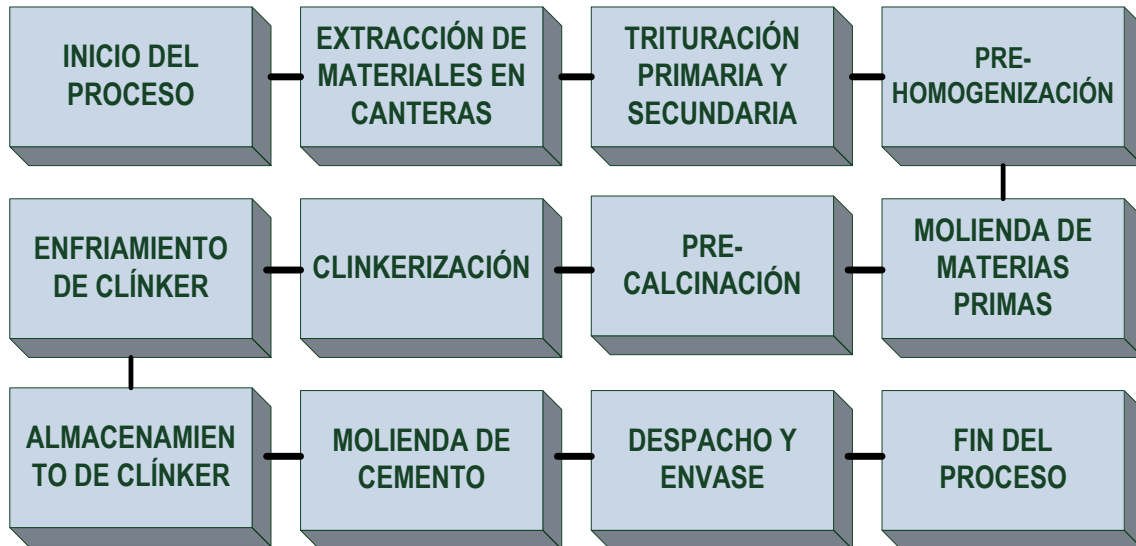 INICIO DEL
PROCESO
EXTRACCIÓN DE
MATERIALES EN
CANTERAS
TRITURACIÓN
PRIMARIA Y
SECUNDARIA
PRE-
HOMOGENIZACIÓN
MOLIENDA DE
MATERIAS
PRIMAS
PRE-
CALCINACIÓN
CLINKERIZACIÓN
ENFRIAMIENTO
DE CLÍNKER
ALMACENAMIEN
TO DE CLÍNKER
MOLIENDA DE
CEMENTO
DESPACHO Y
ENVASE
FIN DEL
PROCESO